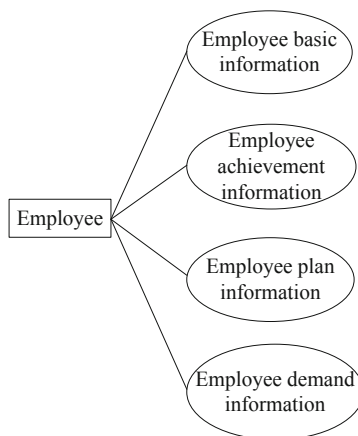 Employee basic
information
Employee
achievement
information
Employee
Employee plan
information
Employee demand
information